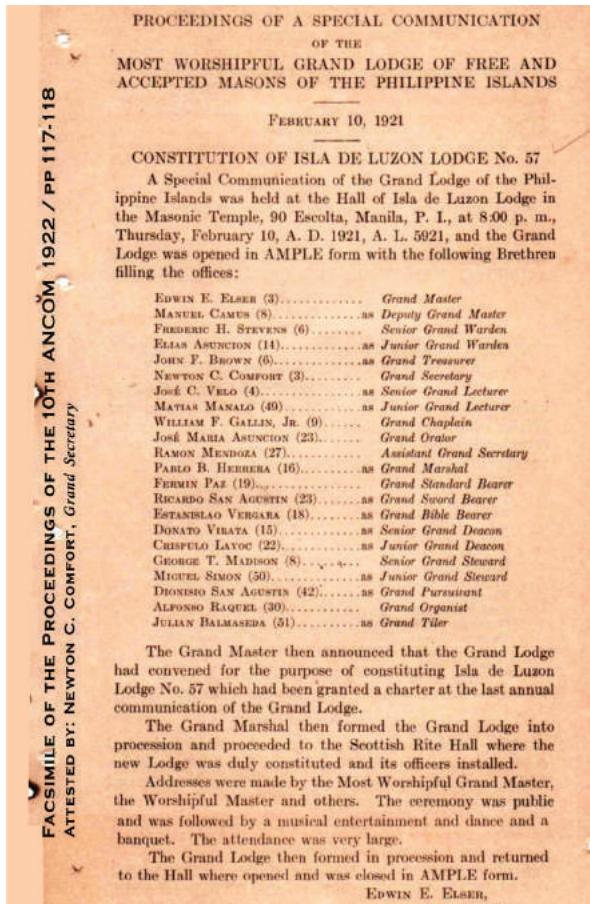 PROCEEDINGS OF A SPECIAL COMMUNICATION
OF THE
MOST WORSHIPFUL GRAND LODGE OF FREE AND
ACCEPTED MASONS OF THE PHILIPPINE ISLANDS
FEBRUARY 10, 1921
CONSTITUTION OF ISLA DE LUZON LODGE No. 57
A Special Communication of the Grand Lodge of the Phil-
ippine Islands was held at the Hall of Isla de Luzon Lodge in
the Masonic Temple, 90 Escolta, Manila, P. I., at 8:00 p. m.,
Thursday, February 10, A. D. 1921, A. L. 5921, and the Grand
Lodge was opened in AMPLE form with the following Brethren
filling the offices:
EDWIN E. ELSER (3)............. Grand Master
MANUEL CAMUS (8)..............as Deputy Grand Master
FREDERIC H. STEVENS (6)........ Senior Grand Warden
ELIAS ASUNCION (14)............as Junior Grand Warden
JOHN F. BROWN (6)..............as Grand Treasurer
NEWTON C. COMFORT (3)......... Grand Secretary
JOSÉ C. VELO (4)................as Senior Grand Lecturer
MATIAS MANALO (49).............as Junior Grand Lecturer
WILLIAM F. GALLIN, JR. (9)..... Grand Chaplain
JOSÉ MARIA ASUNCION (23)....... Grand Orator
RAMON MENDOZA (27)............ Assistant Grand Secretary
PABLO B. HERRERA (16)..........as Grand Marshal
FERMIN PAZ (19)................ Grand Standard Bearer
RICARDO SAN AGUSTIN (23)......as Grand Sword Bearer
ESTANISLAO VERGARA (18)........as Grand Bible Bearer
DONATO VIRATA (15).............as Senior Grand Deacon
CRISPULO LAYOC (22)............as Junior Grand Deacon
GEORGE T. MADISON (8)......... Senior Grand Steward
MIGUEL SIMON (50)..............as Junior Grand Steward
DIONISIO SAN AGUSTIN (42)......as Grand Pursuivant
ALFONSO RAQUEL (30)........... Grand Organist
JULIAN BALMASEDA (51)..........as Grand Tiler
The Grand Master then announced that the Grand Lodge
had convened for the purpose of constituting Isla de Luzon
Lodge No. 57 which had been granted a charter at the last annual
communication of the Grand Lodge.
The Grand Marshal then formed the Grand Lodge into
procession and proceeded to the Scottish Rite Hall where the
new Lodge was duly constituted and its officers installed.
Addresses were made by the Most Worshipful Grand Master,
the Worshipful Master and others. The ceremony was public
and was followed by a musical entertainment and dance and a
banquet. The attendance was very large.
The Grand Lodge then formed in procession and returned
to the Hall where opened and was closed in AMPLE form.
EDWIN E. ELSER,
FACSIMILE OF THE PROCEEDINGS OF THE 10TH ANCOM 1922 / PP 117-118
ATTESTED BY: NEWTON C. COMFORT, Grand Secretary